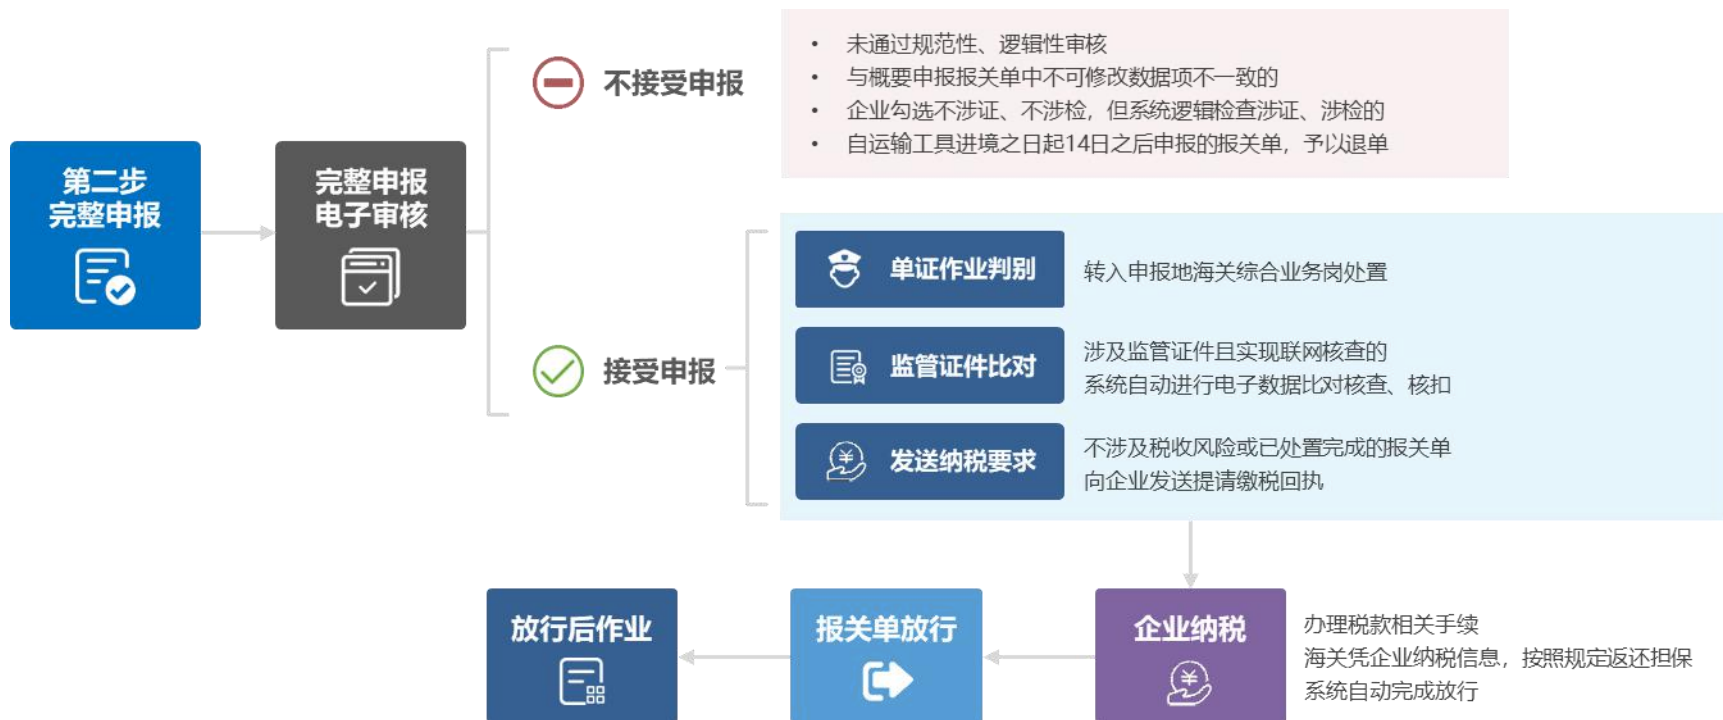 不接受申报
• 未通过规范性、逻辑性审核
• 与概要申报报关单中不可修改数据项不一致的
• 企业勾选不涉证、不涉检，但系统逻辑检查涉证、涉检的
• 自运输工具进境之日起14日之后申报的报关单，予以退单
第二步
完整申报
完整申报
电子审核
接受申报
单证作业判别
转入申报地海关综合业务岗处置
监管证件比对
涉及监管证件且实现联网核查的
系统自动进行电子数据比对核查、核扣
发送纳税要求
不涉及税收风险或已处置完成的报关单
向企业发送提请缴税回执
放行后作业
报关单放行
企业纳税
办理税款相关手续
海关凭企业纳税信息，按照规定返还担保
系统自动完成放行